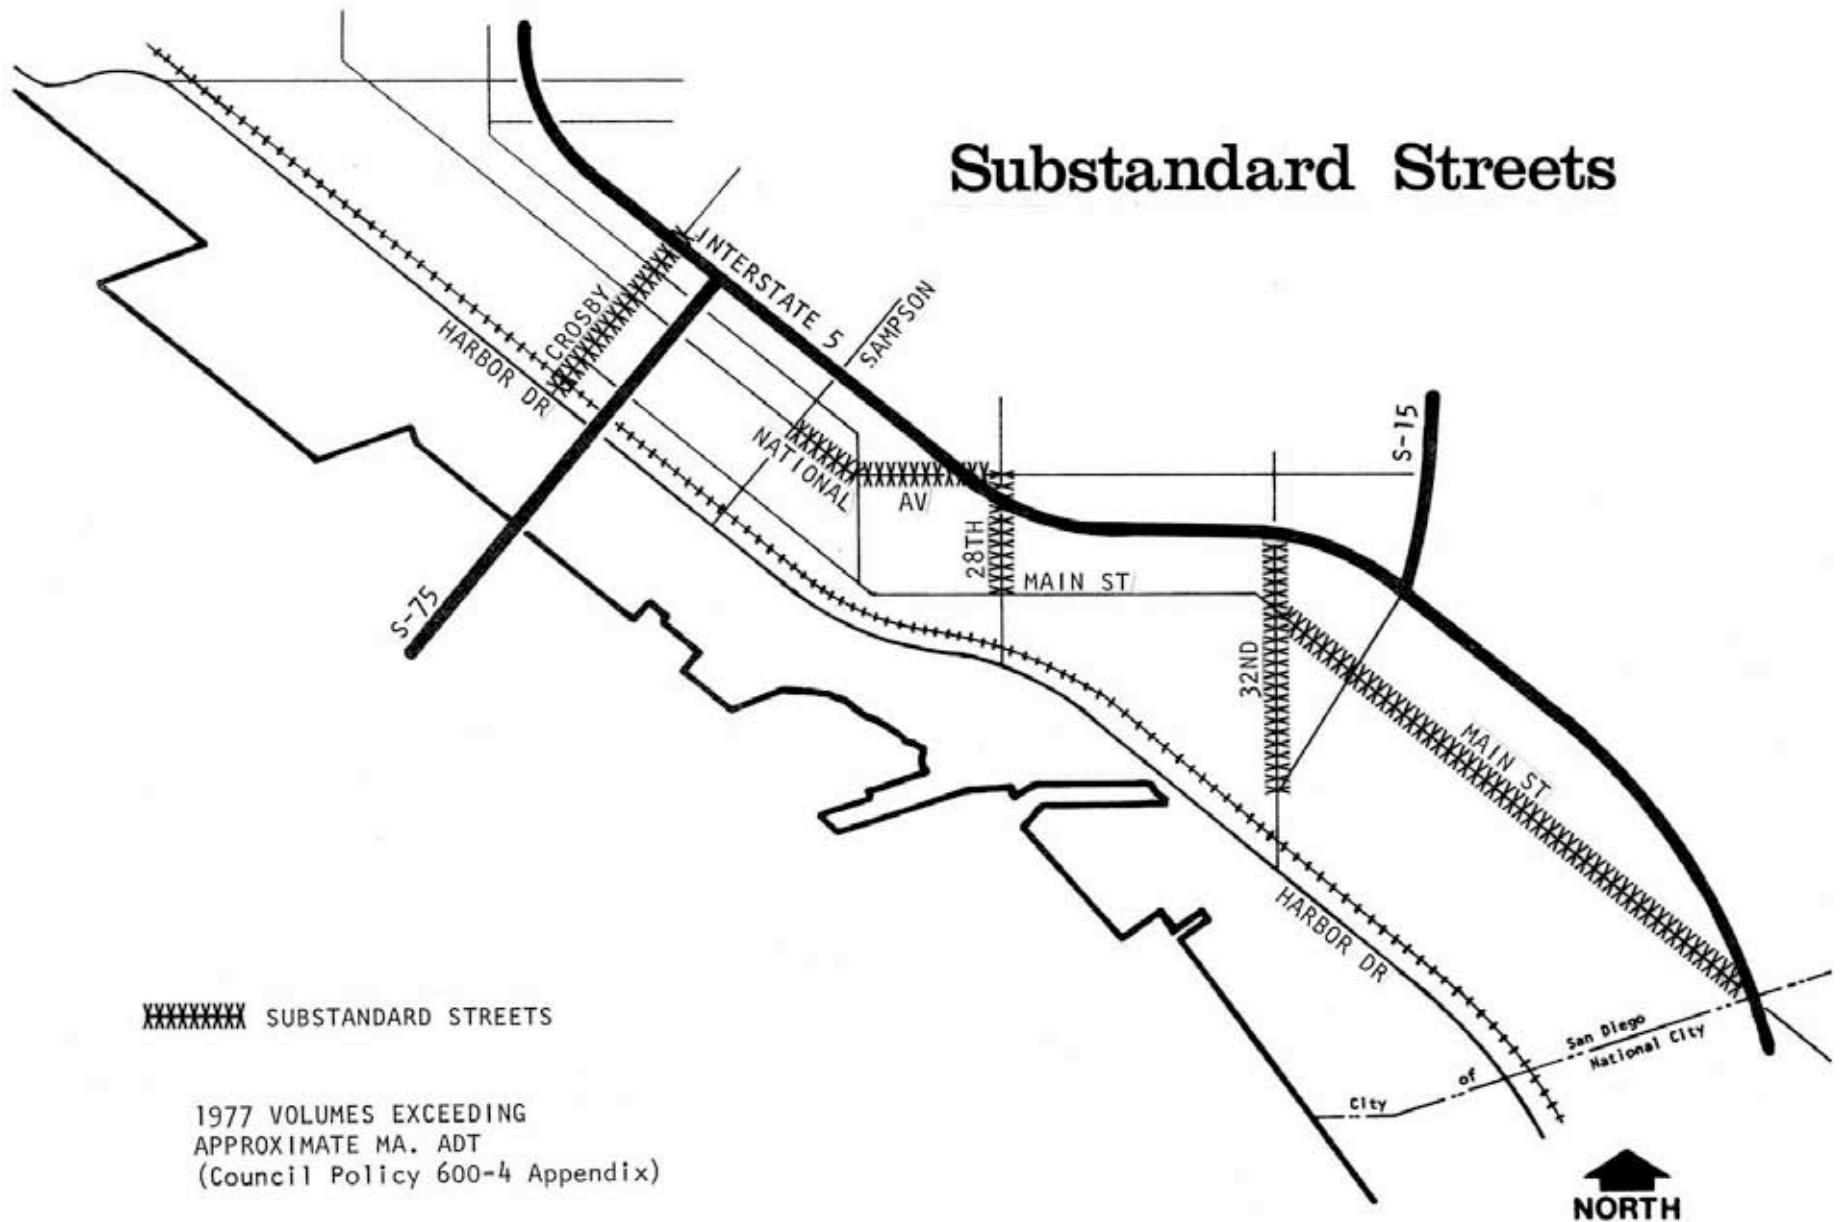 Substandard Streets
INTERSTATE 5
SAMPSON
CROSBY
HARBOR DR
S-15
NATIONAL
AV
28TH
MAIN ST
S-75
32ND
MAIN ST
HARBOR DR
XXXXXXXXX SUBSTANDARD STREETS
San Diego
City of National City
1977 VOLUMES EXCEEDING
APPROXIMATE MA. ADT
(Council Policy 600-4 Appendix)
NORTH